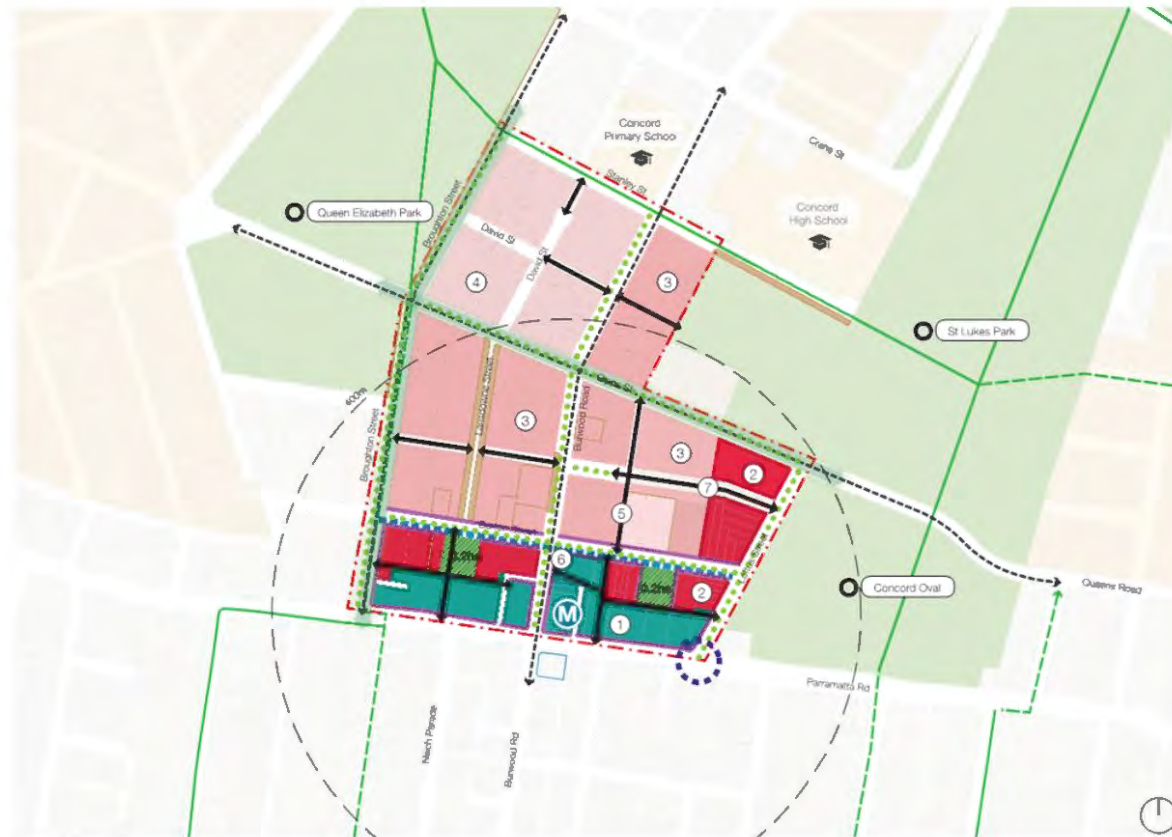 Concord
Primary School
Crane St
Stanley St
Concord
High School
Queen Elizabeth Park
Broughton Street
David St
David St
4
3
St Lukes Park
400m
Broughton Street
3
Burwood Road
3
2
7
5
6
0.2ha
2
Concord Oval
Queens Road
M
1
Parramatta Rd
Neich Parade
Burwood Rd